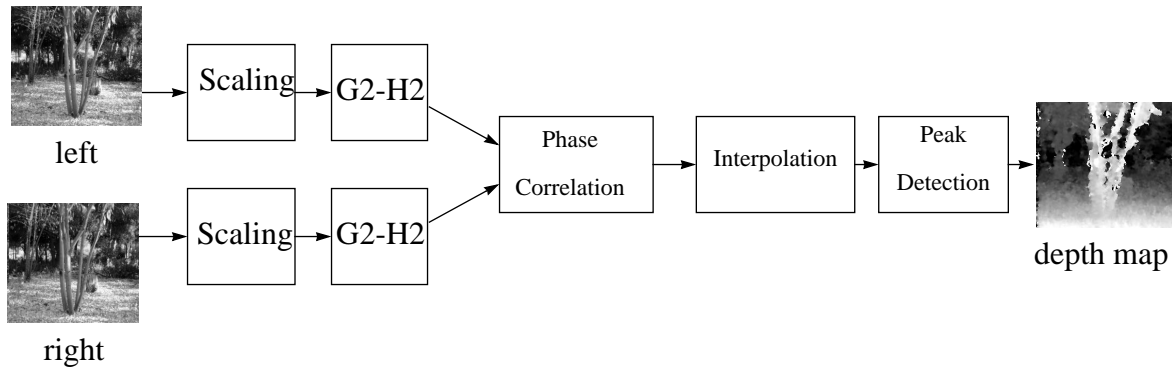 left
Scaling
G2-H2
right
Scaling
G2-H2
Phase
Correlation
Interpolation
Peak
Detection
depth map